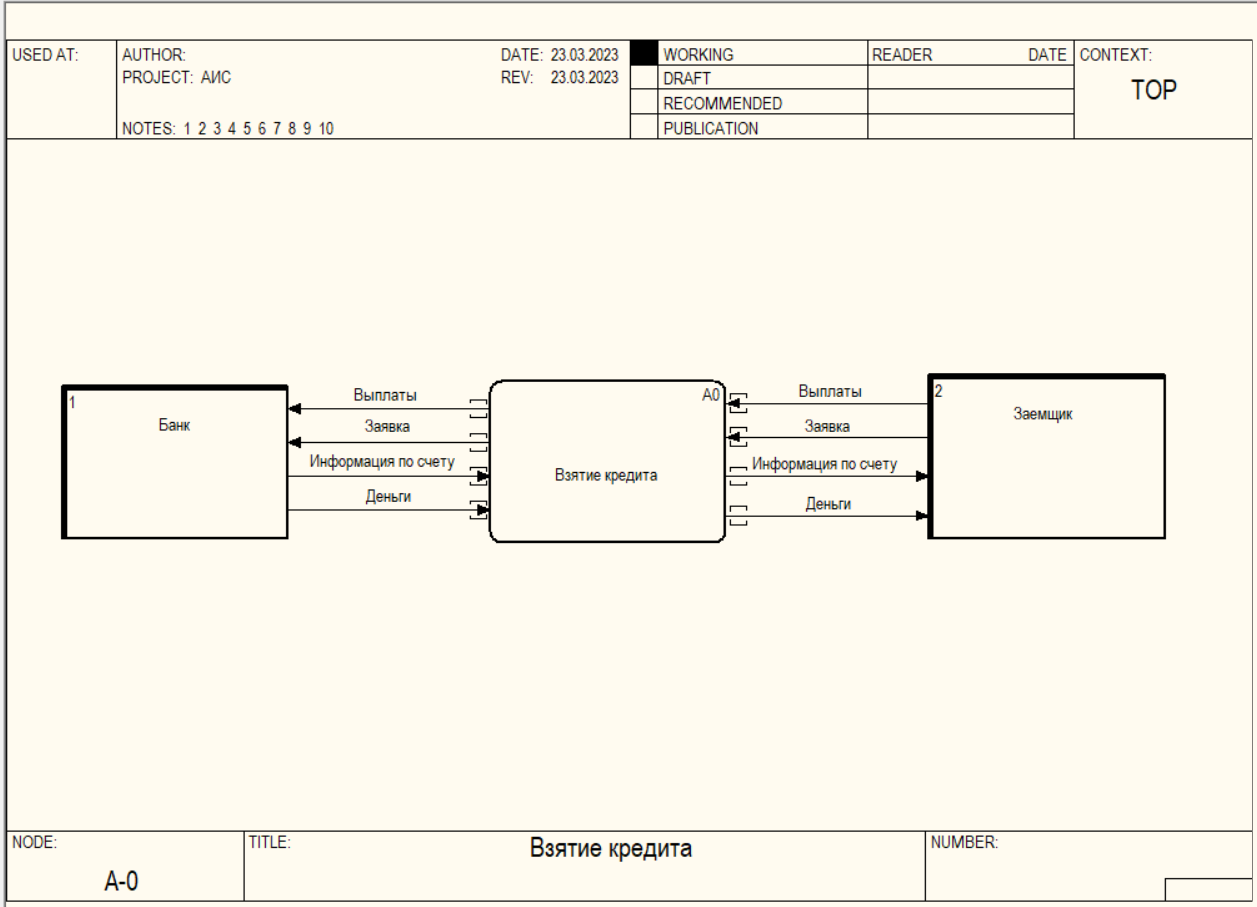 USED AT:
AUTHOR:
DATE: 23.03.2023
PROJECT: АИС
REV: 23.03.2023
NOTES: 1 2 3 4 5 6 7 8 9 10
WORKING
DRAFT
RECOMMENDED
PUBLICATION
READER
DATE
CONTEXT:
TOP
1
Банк
Выплаты
Заявка
Информация по счету
Деньги
A0
Взятие кредита
Выплаты
Заявка
Информация по счету
Деньги
2
Заемщик
NODE:
A-0
TITLE:
Взятие кредита
NUMBER: